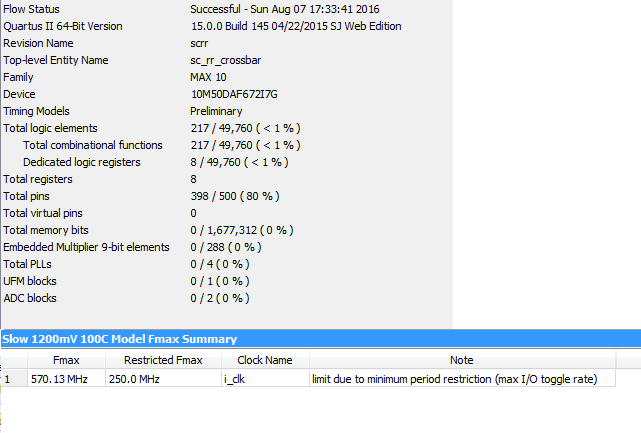 Flow Status Successful - Sun Aug 07 17:33:41 2016
Quartus II 64-Bit Version 15.0.0 Build 145 04/22/2015 SJ Web Edition
Revision Name scrr
Top-level Entity Name sc_rr_crossbar
Family MAX 10
Device 10M50DAF672I7G
Timing Models Preliminary
Total logic elements 217 / 49,760 ( < 1 % )
Total combinational functions 217 / 49,760 ( < 1 % )
Dedicated logic registers 8 / 49,760 ( < 1 % )
Total registers 8
Total pins 398 / 500 ( 80 % )
Total virtual pins 0
Total memory bits 0 / 1,677,312 ( 0 % )
Embedded Multiplier 9-bit elements 0 / 288 ( 0 % )
Total PLLs 0 / 4 ( 0 % )
UFM blocks 0 / 1 ( 0 % )
ADC blocks 0 / 2 ( 0 % )
Slow 1200mV 100C Model Fmax Summary
Fmax Restricted Fmax Clock Name Note
1 570.13 MHz 250.0 MHz i_clk limit due to minimum period restriction (max I/O toggle rate)